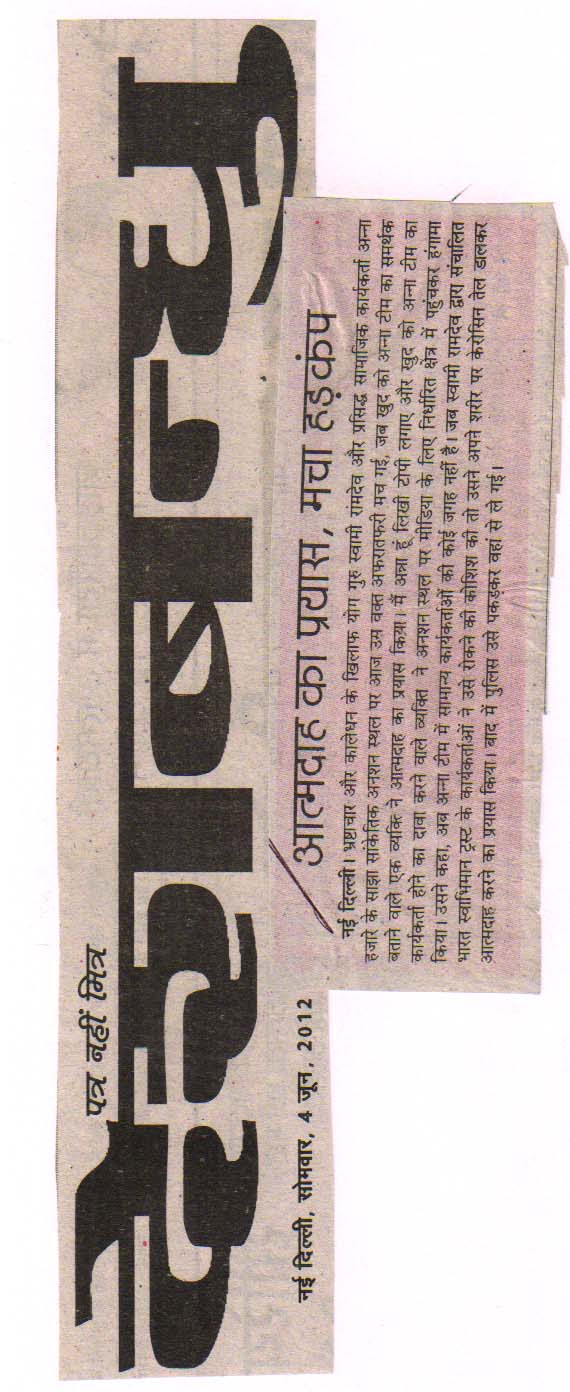 पत्र नहीं मित्र
देशबन्धु
नई दिल्ली, सोमवार, 4 जून, 2012
आत्मदाह का प्रयास, मचा हड़कंप
नई दिल्ली। भ्रष्टाचार और कालेधन के खिलाफ योग गुरु स्वामी रामदेव और प्रसिद्ध सामाजिक कार्यकर्ता अन्ना
हजारे के साझा सांकेतिक अनशन स्थल पर आज उस वक्त अफरातफरी मच गई, जब खुद को अन्ना टीम का समर्थक
बताने वाले एक व्यक्ति ने आत्मदाह का प्रयास किया। मैं अन्ना हूं लिखी टोपी लगाए और खुद को अन्ना टीम का
कार्यकर्ता होने का दावा करने वाले व्यक्ति ने अनशन स्थल पर मीडिया के लिए निर्धारित क्षेत्र में पहुंचकर हंगामा
किया। उसने कहा, अब अन्ना टीम में सामान्य कार्यकर्ताओं की कोई जगह नहीं है। जब स्वामी रामदेव द्वारा संचालित
भारत स्वाभिमान ट्रस्ट के कार्यकर्ताओं ने उसे रोकने की कोशिश की तो उसने अपने शरीर पर केरोसिन तेल डालकर
आत्मदाह करने का प्रयास किया। बाद में पुलिस उसे पकड़कर वहां से ले गई।